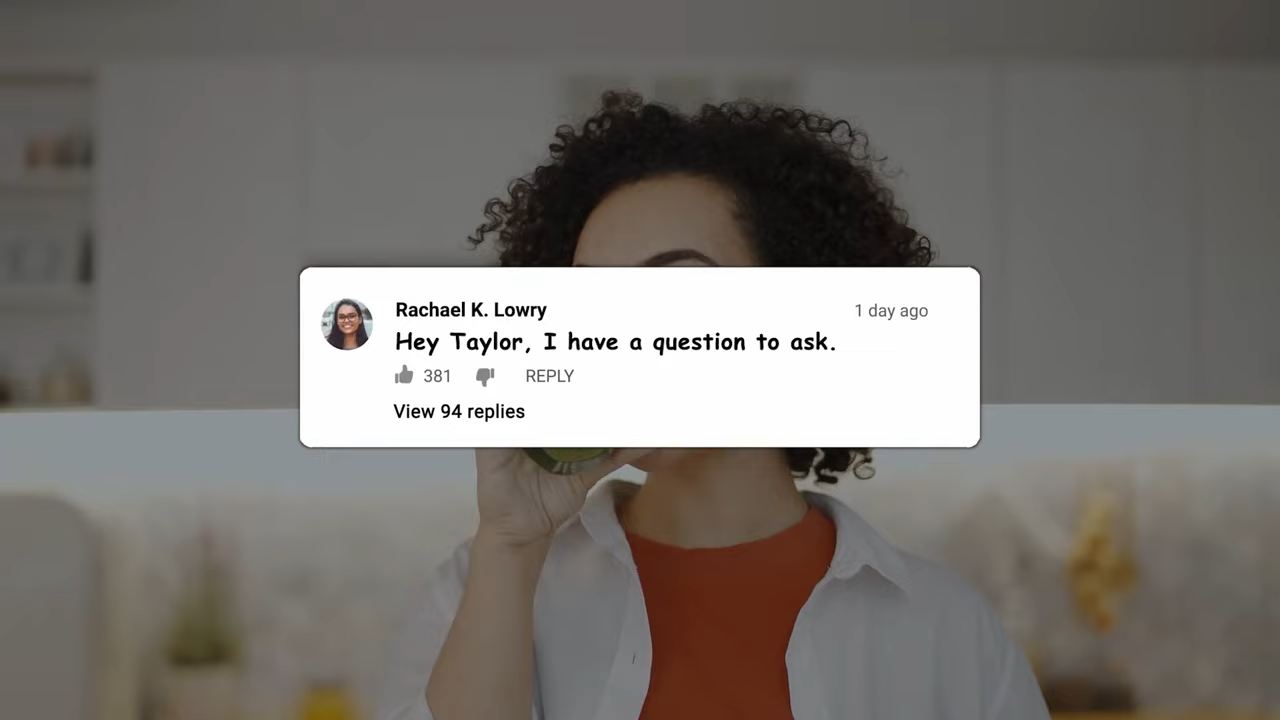 Rachael K. Lowry 1 day ago
Hey Taylor, I have a question to ask.
381 REPLY
View 94 replies